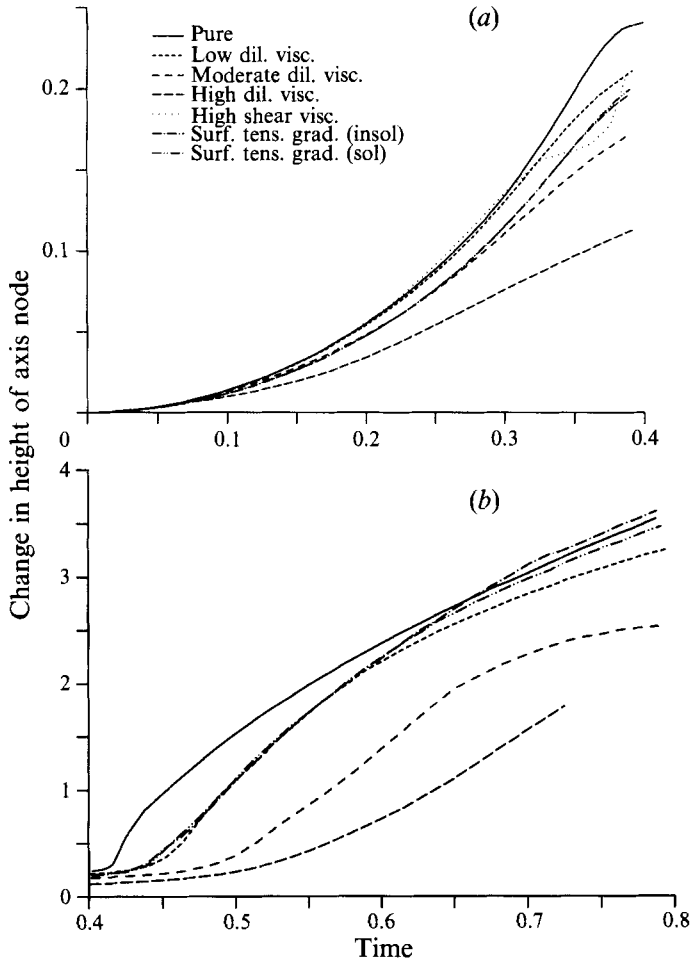 (a)
Pure
Low dil. visc.
Moderate dil. visc.
High dil. visc.
High shear visc.
Surf. tens. grad. (insol)
Surf. tens. grad. (sol)
0.2
0.1
0
0.1
0.2
0.3
0.4
Change in height of axis node
(b)
4
3
2
1
0
0.4
0.5
0.6
0.7
0.8
Time